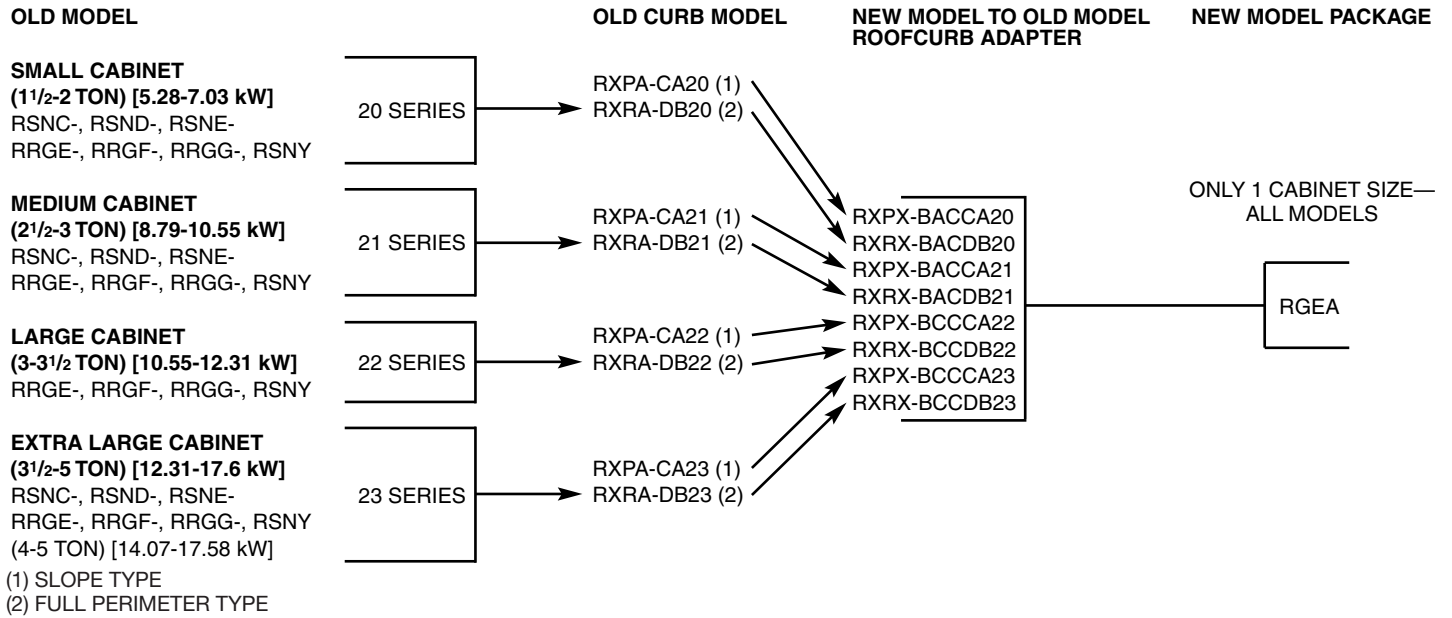 OLD MODEL
OLD CURB MODEL
NEW MODEL TO OLD MODEL
ROOFCURB ADAPTER
NEW MODEL PACKAGE
SMALL CABINET
(1 1/2-2 TON) [5.28-7.03 kW]
RSNC-, RSND-, RSNE-
RRGE-, RRGF-, RRGG-, RSNY
20 SERIES
RXPA-CA20 (1)
RXRA-DB20 (2)
MEDIUM CABINET
(2 1/2-3 TON) [8.79-10.55 kW]
RSNC-, RSND-, RSNE-
RRGE-, RRGF-, RRGG-, RSNY
21 SERIES
RXPA-CA21 (1)
RXRA-DB21 (2)
LARGE CABINET
(3-3 1/2 TON) [10.55-12.31 kW]
RRGE-, RRGF-, RRGG-, RSNY
22 SERIES
RXPA-CA22 (1)
RXRA-DB22 (2)
EXTRA LARGE CABINET
(3 1/2-5 TON) [12.31-17.6 kW]
RSNC-, RSND-, RSNE-
RRGE-, RRGF-, RRGG-, RSNY
(4-5 TON) [14.07-17.58 kW]
23 SERIES
RXPA-CA23 (1)
RXRA-DB23 (2)
RXPX-BACCA20
RXRX-BACDB20
RXPX-BACCA21
RXRX-BACDB21
RXPX-BCCCA22
RXRX-BCCDB22
RXPX-BCCCA23
RXRX-BCCDB23
ONLY 1 CABINET SIZE—
ALL MODELS
RGEA
(1) SLOPE TYPE
(2) FULL PERIMETER TYPE